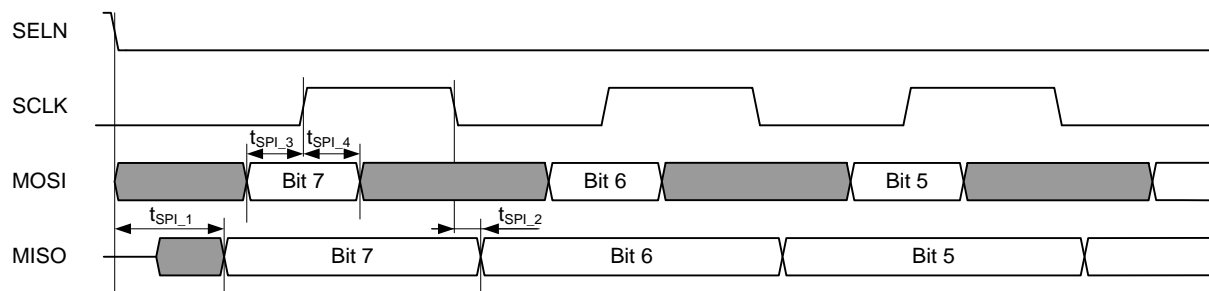 SELN
SCLK
tSPI_3 tSPI_4
MOSI Bit 7 Bit 6 Bit 5
tSPI_1 tSPI_2
MISO Bit 7 Bit 6 Bit 5